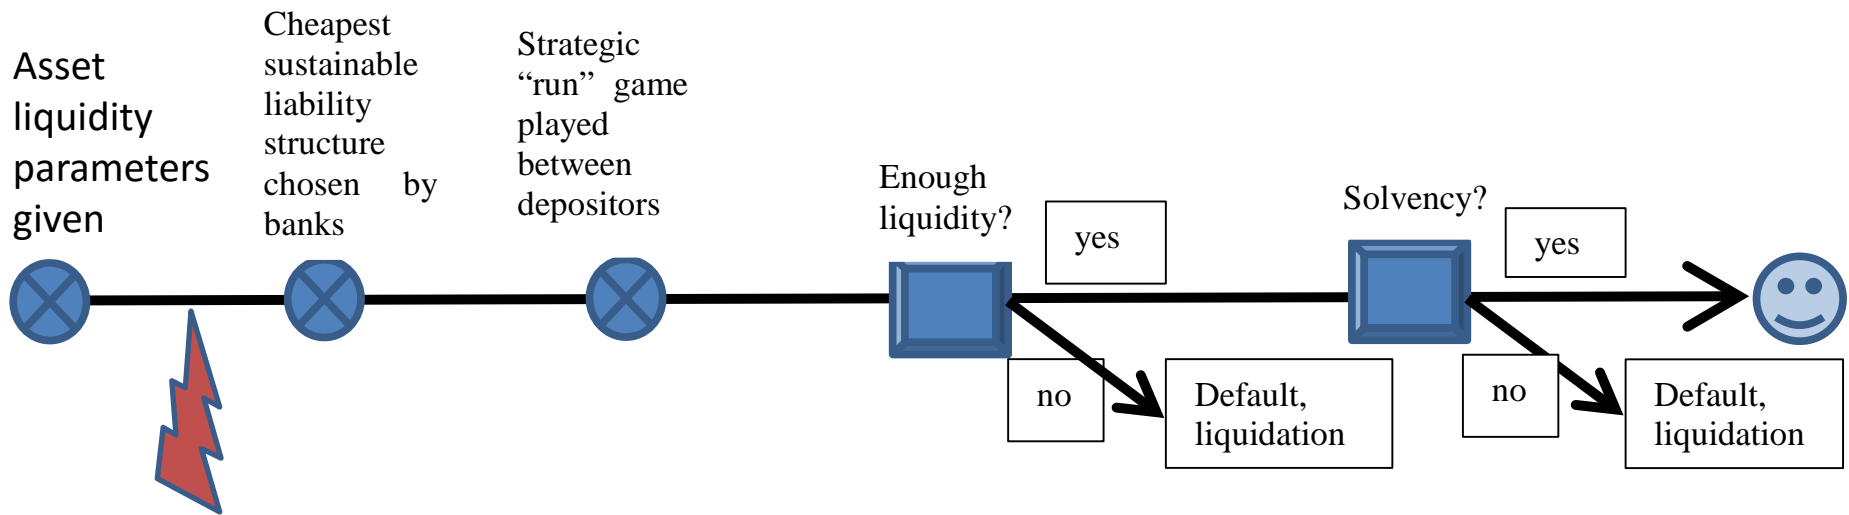 Asset
liquidity
parameters
given
Cheapest
sustainable
liability
structure
chosen by
banks
Strategic
“run” game
played
between
depositors
Enough
liquidity?
yes
no
Default,
liquidation
Solvency?
yes
no
Default,
liquidation